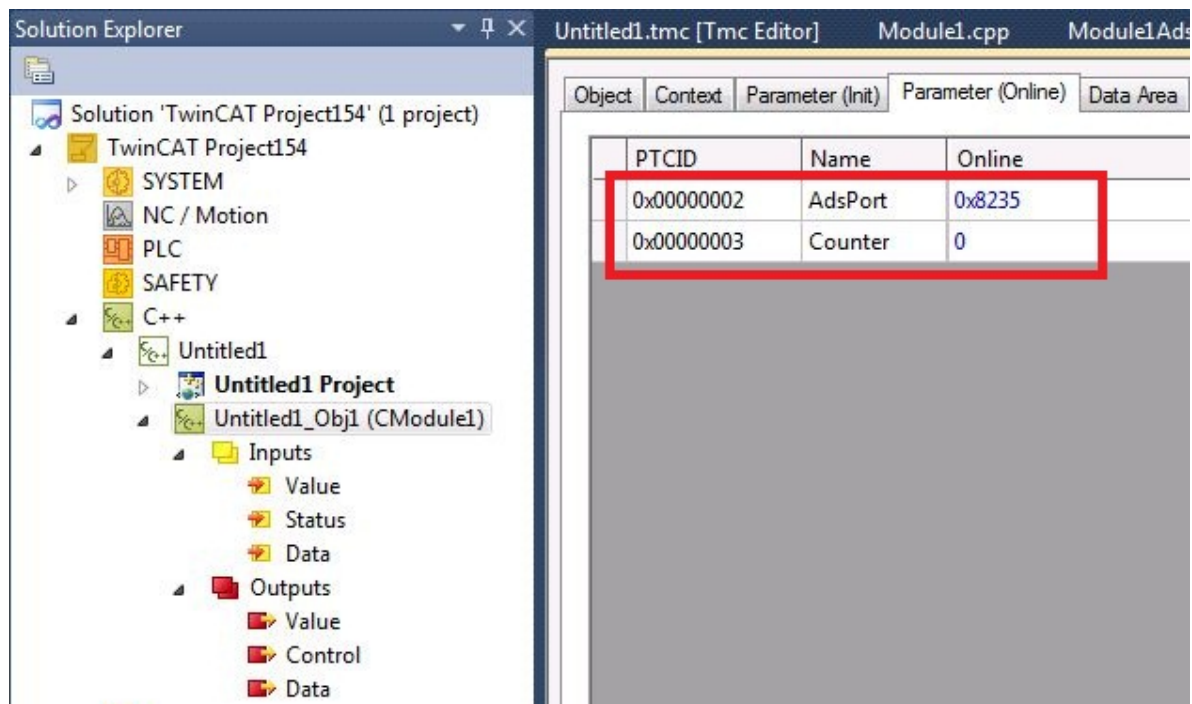 Solution Explorer
Solution 'TwinCAT Project154' (1 project)
TwinCAT Project154
SYSTEM
NC / Motion
PLC
SAFETY
C++
Untitled1
Untitled1 Project
Untitled1_Obj1 (CModule1)
Inputs
Value
Status
Data
Outputs
Value
Control
Data
Untitled1.tmc [Tmc Editor] Module1.cpp Module1Ads
Object Context Parameter (Init) Parameter (Online) Data Area
PTCID Name Online
0x00000002 AdsPort 0x8235
0x00000003 Counter 0